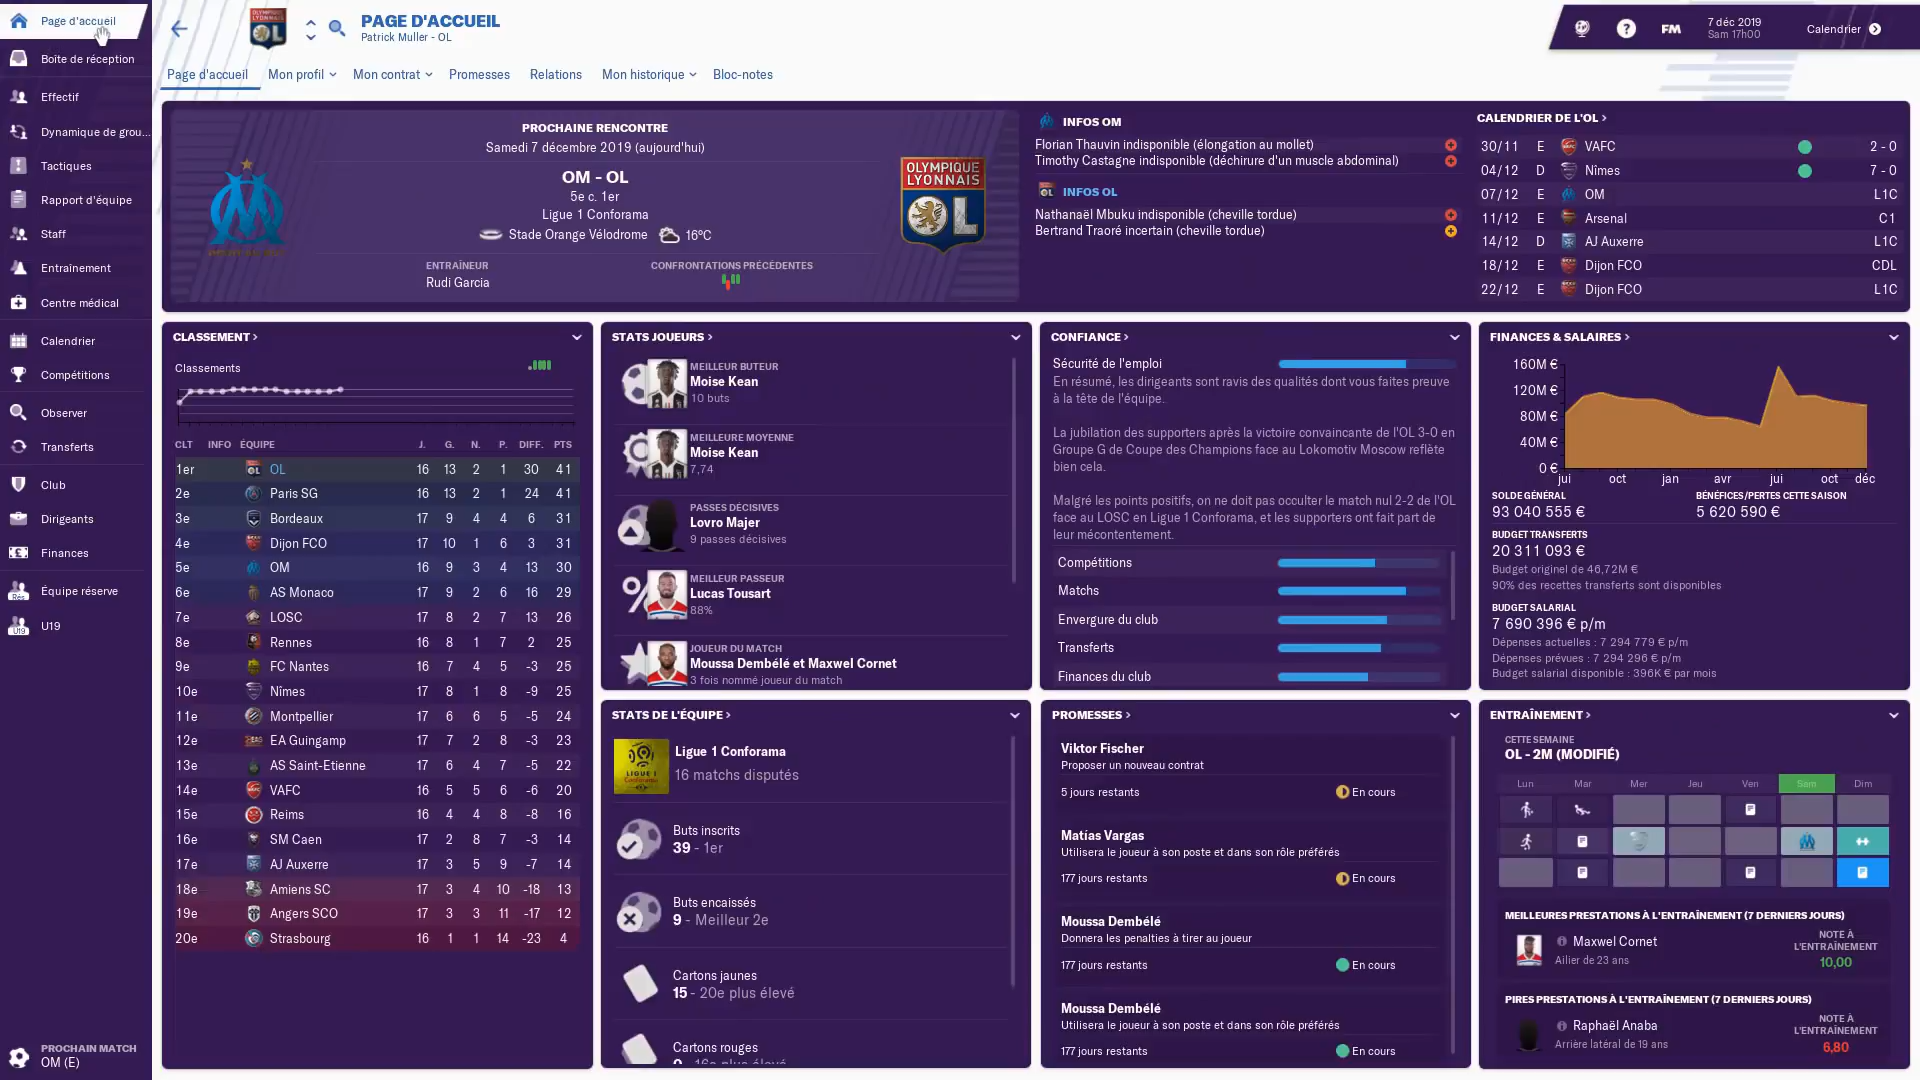 Page d'accueil
Boîte de réception
Effectif
Dynamique de grou...
Tactiques
Rapport d'équipe
Staff
Entraînement
Centre médical
Calendrier
Compétitions
Observer
Transferts
Club
Dirigeants
Finances
Équipe réserve
U19
PROCHAIN MATCH
OM (E)
PAGE D'ACCUEIL
Patrick Muller - OL
FM
7 déc 2019
Sam 17h00
Calendrier
Page d'accueil Mon profil Mon contrat Promesses Relations Mon historique Bloc-notes
PROCHAINE RENCONTRE
Samedi 7 décembre 2019 (aujourd'hui)
OM - OL
5e c. 1er
Ligue 1 Conforama
Stade Orange Vélodrome 16°C
ENTRAÎNEUR
Rudi Garcia
CONFRONTATIONS PRÉCÉDENTES
OLYMPIQUE
LYONNAIS
OL
INFOS OM
Florian Thauvin indisponible (élongation au mollet)
Timothy Castagne indisponible (déchirure d'un muscle abdominal)
INFOS OL
Nathanaël Mbuku indisponible (cheville tordue)
Bertrand Traoré incertain (cheville tordue)
CALENDRIER DE L'OL >
30/11 E VAFC 2 - 0
04/12 D Nîmes 7 - 0
07/12 E OM L1C
11/12 E Arsenal C1
14/12 D AJ Auxerre L1C
18/12 E Dijon FCO CDL
22/12 E Dijon FCO L1C
CLASSEMENT >
Classements
CLT INFO ÉQUIPE J. G. N. P. DIFF. PTS
1er OL 16 13 2 1 30 41
2e Paris SG 16 13 2 1 24 41
3e Bordeaux 17 9 4 4 6 31
4e Dijon FCO 17 10 1 6 3 31
5e OM 16 9 3 4 13 30
6e AS Monaco 17 9 2 6 16 29
7e LOSC 17 8 2 7 13 26
8e Rennes 16 8 1 7 2 25
9e FC Nantes 16 7 4 5 -3 25
10e Nîmes 17 8 1 8 -9 25
11e Montpellier 17 6 6 5 -5 24
12e EA Guingamp 17 7 2 8 -3 23
13e AS Saint-Etienne 17 6 4 7 -5 22
14e VAFC 16 5 5 6 -6 20
15e Reims 16 4 4 8 -8 16
16e SM Caen 17 2 8 7 -3 14
17e AJ Auxerre 17 3 5 9 -7 14
18e Amiens SC 17 3 4 10 -18 13
19e Angers SCO 17 3 3 11 -17 12
20e Strasbourg 16 1 1 14 -23 4
STATS JOUEURS >
MEILLEUR BUTEUR
Moise Kean
10 buts
MEILLEURE MOYENNE
Moise Kean
7,74
PASSES DÉCISIVES
Lovro Majer
9 passes décisives
MEILLEUR PASSEUR
Lucas Tousart
88%
JOUEUR DU MATCH
Moussa Dembélé et Maxwel Cornet
3 fois nommé joueur du match
CONFIANCE >
Sécurité de l'emploi
En résumé, les dirigeants sont ravis des qualités dont vous faites preuve
à la tête de l'équipe.
La jubilation des supporters après la victoire convaincante de l'OL 3-0 en
Groupe G de Coupe des Champions face au Lokomotiv Moscow reflète
bien cela.
Malgré les points positifs, on ne doit pas occulter le match nul 2-2 de l'OL
face au LOSC en Ligue 1 Conforama, et les supporters ont fait part de
leur mécontentement.
Compétitions
Matchs
Envergure du club
Transferts
Finances du club
FINANCES & SALAIRES >
160M €
120M €
80M €
40M €
0 €
jui oct jan avr jui oct déc
SOLDE GÉNÉRAL
93 040 555 €
BÉNÉFICES/PERTES CETTE SAISON
5 620 590 €
BUDGET TRANSFERTS
20 311 093 €
Budget originel de 46,72M €
90% des recettes transferts sont disponibles
BUDGET SALARIAL
7 690 396 € p/m
Dépenses actuelles : 7 294 779 € p/m
Dépenses prévues : 7 294 296 € p/m
Budget salarial disponible : 396K € par mois
STATS DE L'ÉQUIPE >
LIGUE 1
Conforama
Ligue 1 Conforama
16 matchs disputés
Buts inscrits
39 - 1er
Buts encaissés
9 - Meilleur 2e
Cartons jaunes
15 - 20e plus élevé
Cartons rouges
PROMESSES >
Viktor Fischer
Proposer un nouveau contrat
5 jours restants En cours
Matías Vargas
Utilisera le joueur à son poste et dans son rôle préférés
177 jours restants En cours
Moussa Dembélé
Donnera les penalties à tirer au joueur
177 jours restants En cours
Moussa Dembélé
Utilisera le joueur à son poste et dans son rôle préférés
177 jours restants En cours
ENTRAÎNEMENT >
CETTE SEMAINE
OL - 2M (MODIFIÉ)
Lun Mar Mer Jeu Ven Sam Dim
MEILLEURES PRESTATIONS À L'ENTRAÎNEMENT (7 DERNIERS JOURS)
Maxwel Cornet
Ailier de 23 ans
NOTE À
L'ENTRAÎNEMENT
10,00
PIRES PRESTATIONS À L'ENTRAÎNEMENT (7 DERNIERS JOURS)
Raphaël Anaba
Arrière latéral de 19 ans
NOTE À
L'ENTRAÎNEMENT
6,80